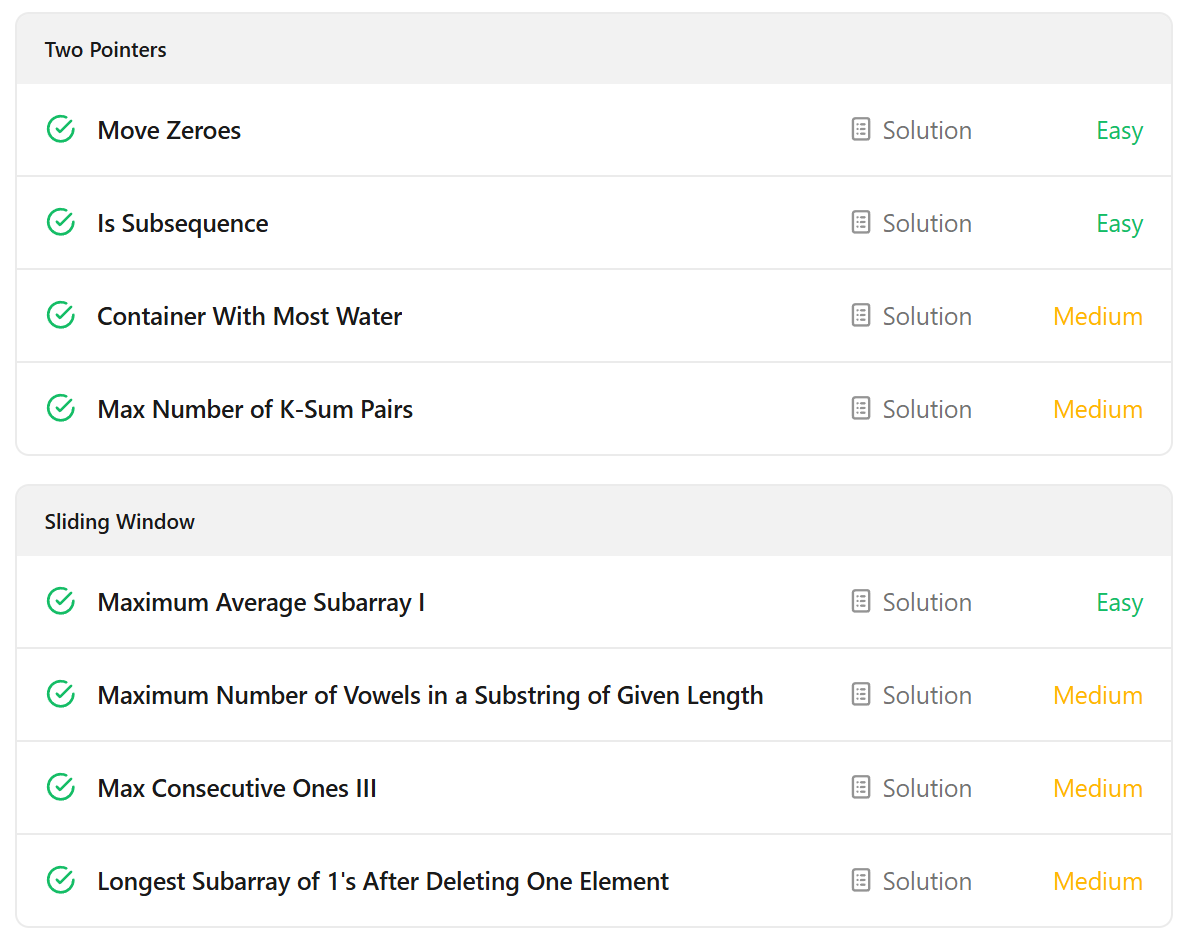 Two Pointers
Move Zeroes Solution Easy
Is Subsequence Solution Easy
Container With Most Water Solution Medium
Max Number of K-Sum Pairs Solution Medium
Sliding Window
Maximum Average Subarray I Solution Easy
Maximum Number of Vowels in a Substring of Given Length Solution Medium
Max Consecutive Ones III Solution Medium
Longest Subarray of 1's After Deleting One Element Solution Medium